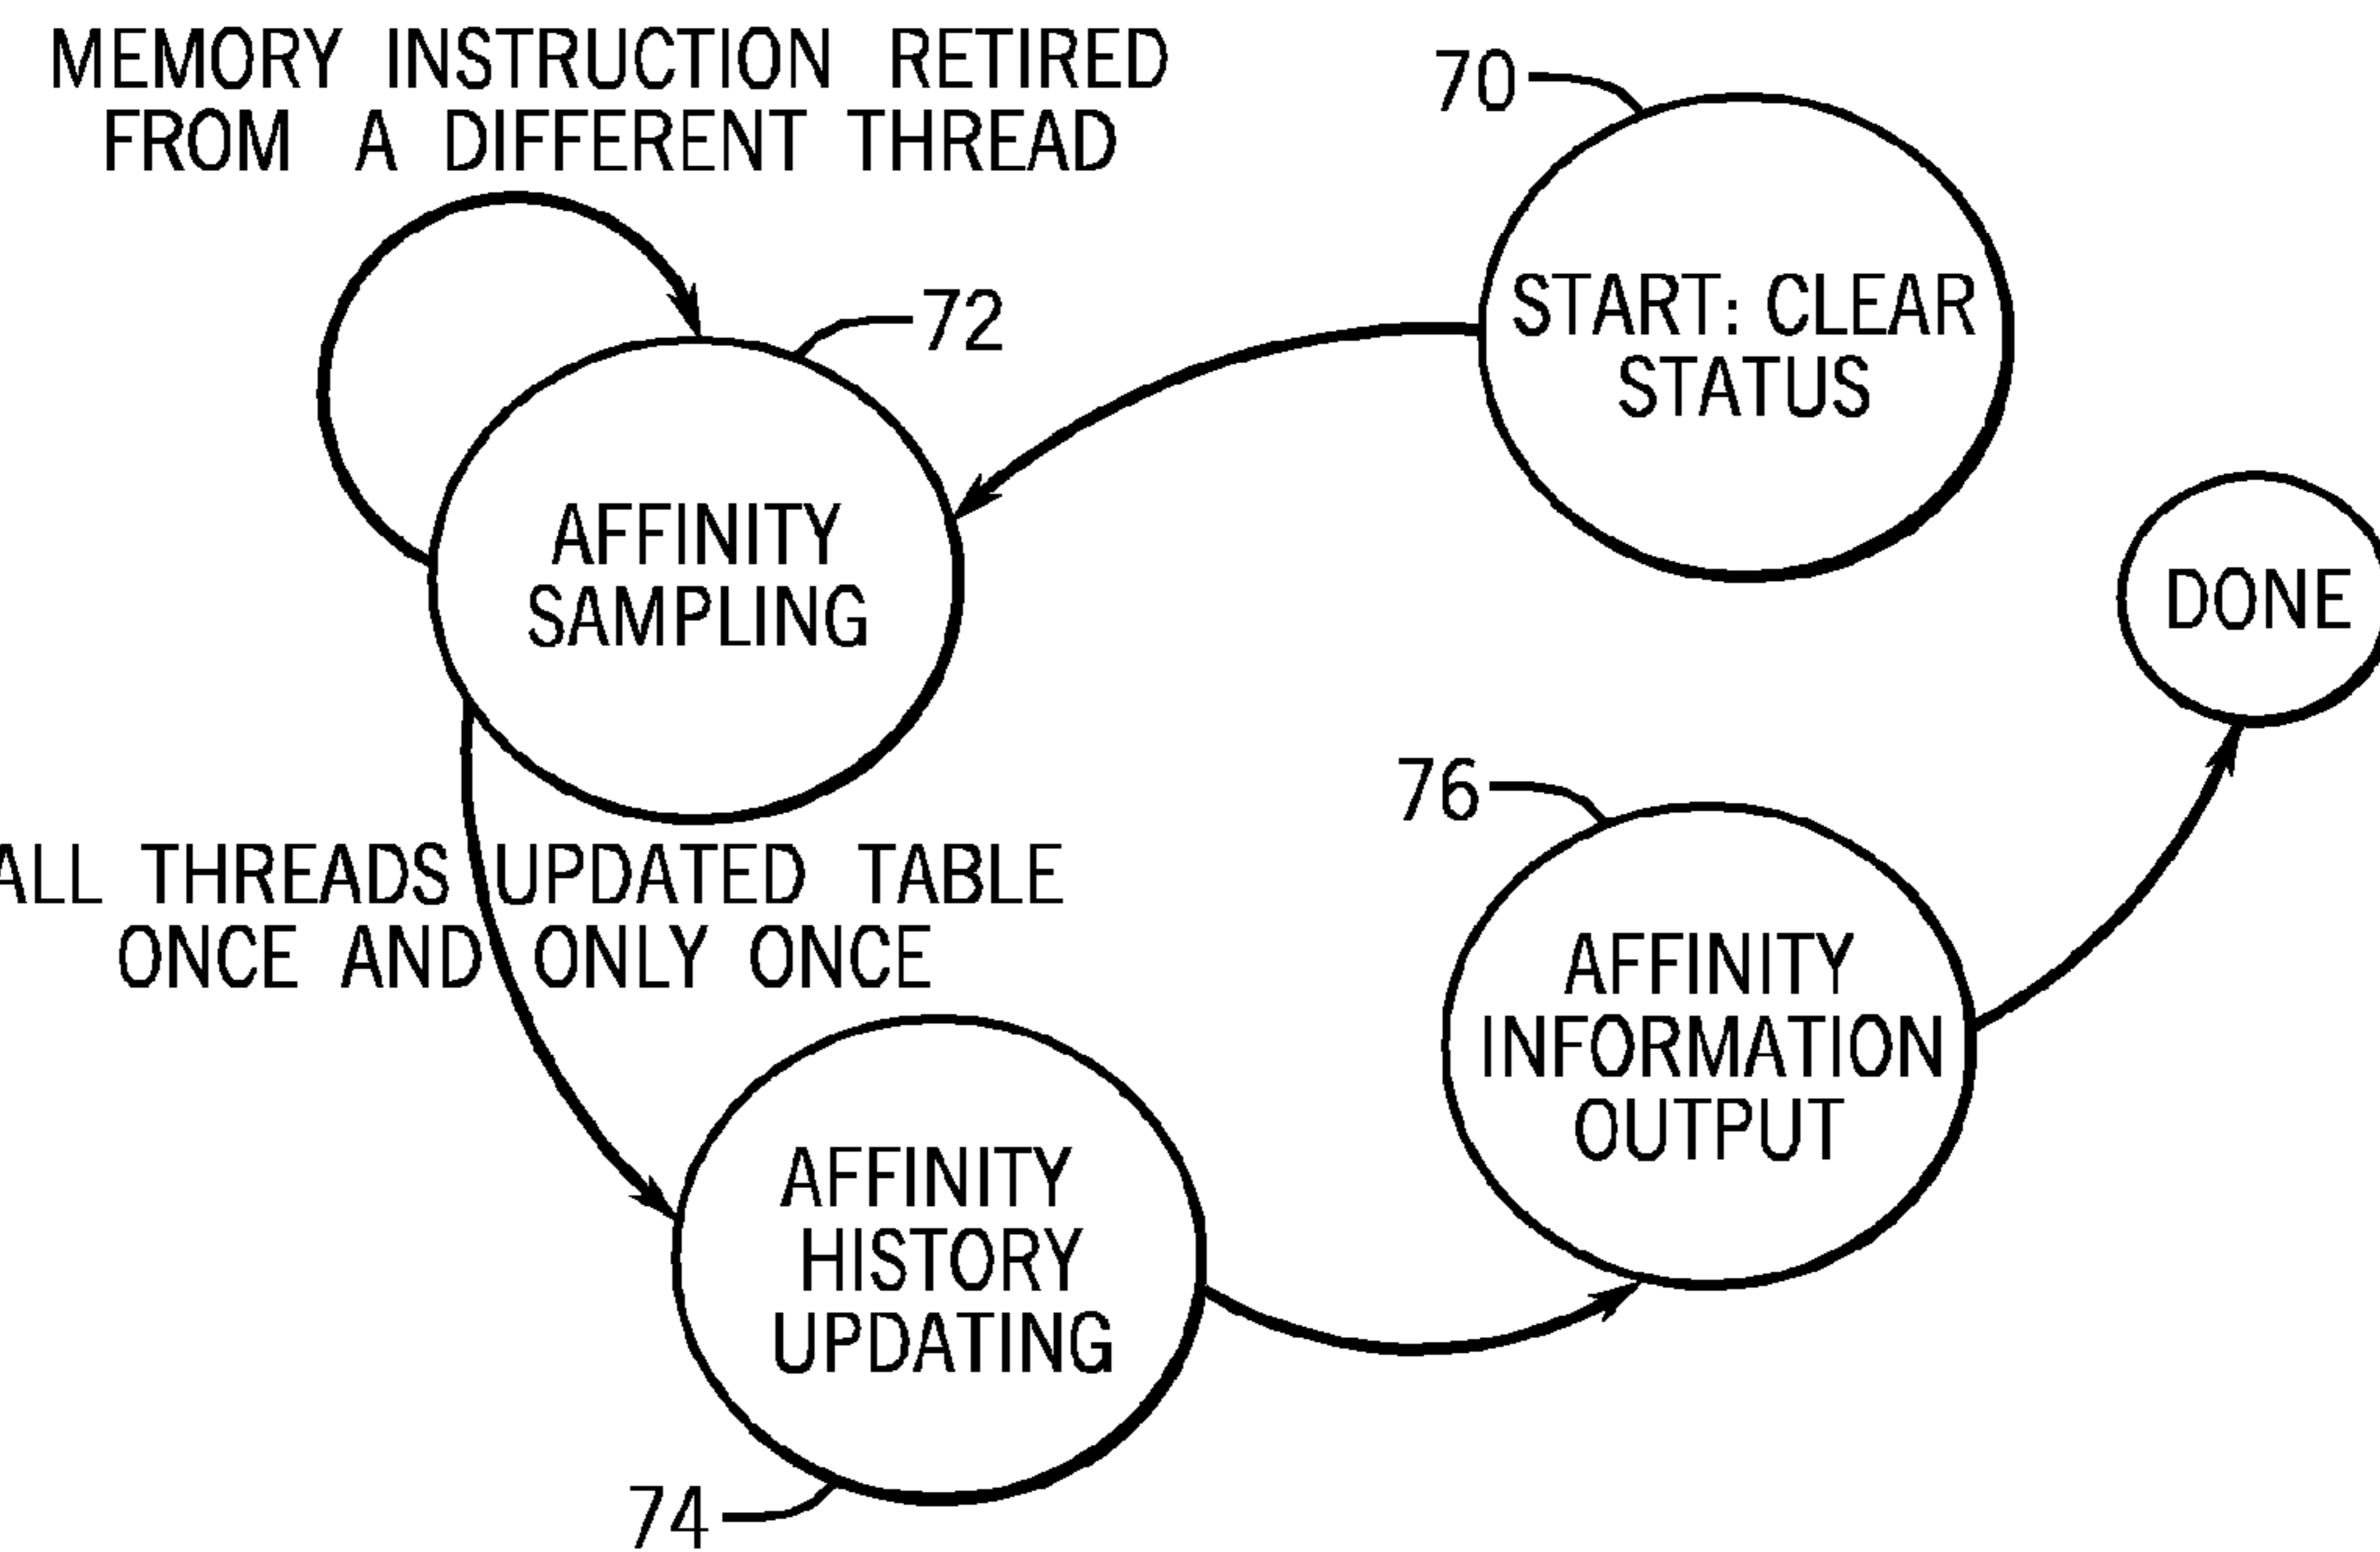 MEMORY INSTRUCTION RETIRED
FROM A DIFFERENT THREAD
70
START: CLEAR
STATUS
72
AFFINITY
SAMPLING
DONE
76
ALL THREADS UPDATED TABLE
ONCE AND ONLY ONCE
AFFINITY
INFORMATION
OUTPUT
AFFINITY
HISTORY
UPDATING
74